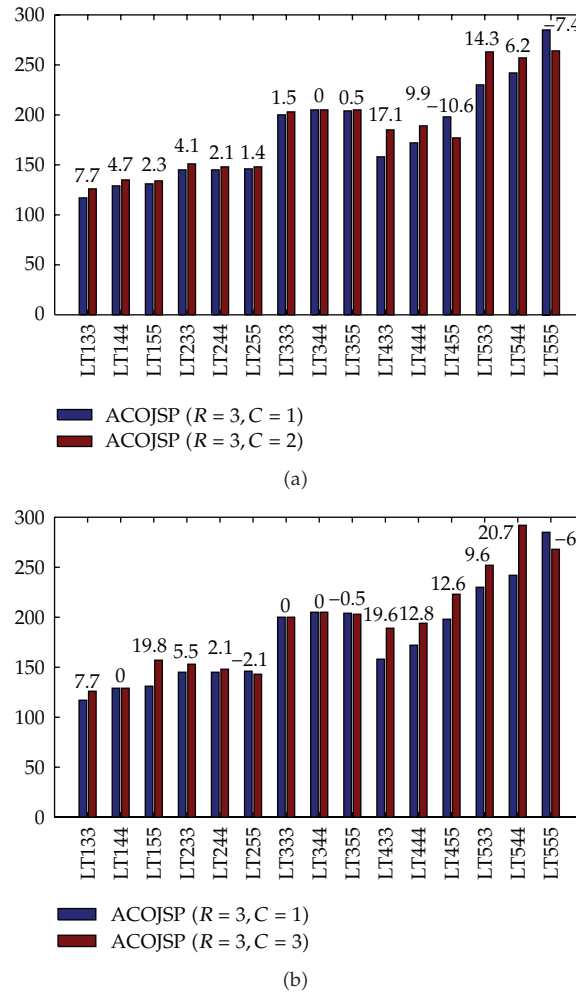 300
250
200
150
100
50
0
7.7
4.7
2.3
4.1
2.1
1.4
1.5
0
0.5
17.1
9.9
−10.6
14.3
6.2
−7.4
LT133
LT144
LT155
LT233
LT244
LT255
LT333
LT344
LT355
LT433
LT444
LT455
LT533
LT544
LT555
ACOJSP (R = 3, C = 1)
ACOJSP (R = 3, C = 2)
(a)
300
250
200
150
100
50
0
7.7
0
19.8
5.5
2.1
−2.1
0
0
−0.5
19.6
12.8
12.6
9.6
20.7
−6
LT133
LT144
LT155
LT233
LT244
LT255
LT333
LT344
LT355
LT433
LT444
LT455
LT533
LT544
LT555
ACOJSP (R = 3, C = 1)
ACOJSP (R = 3, C = 3)
(b)